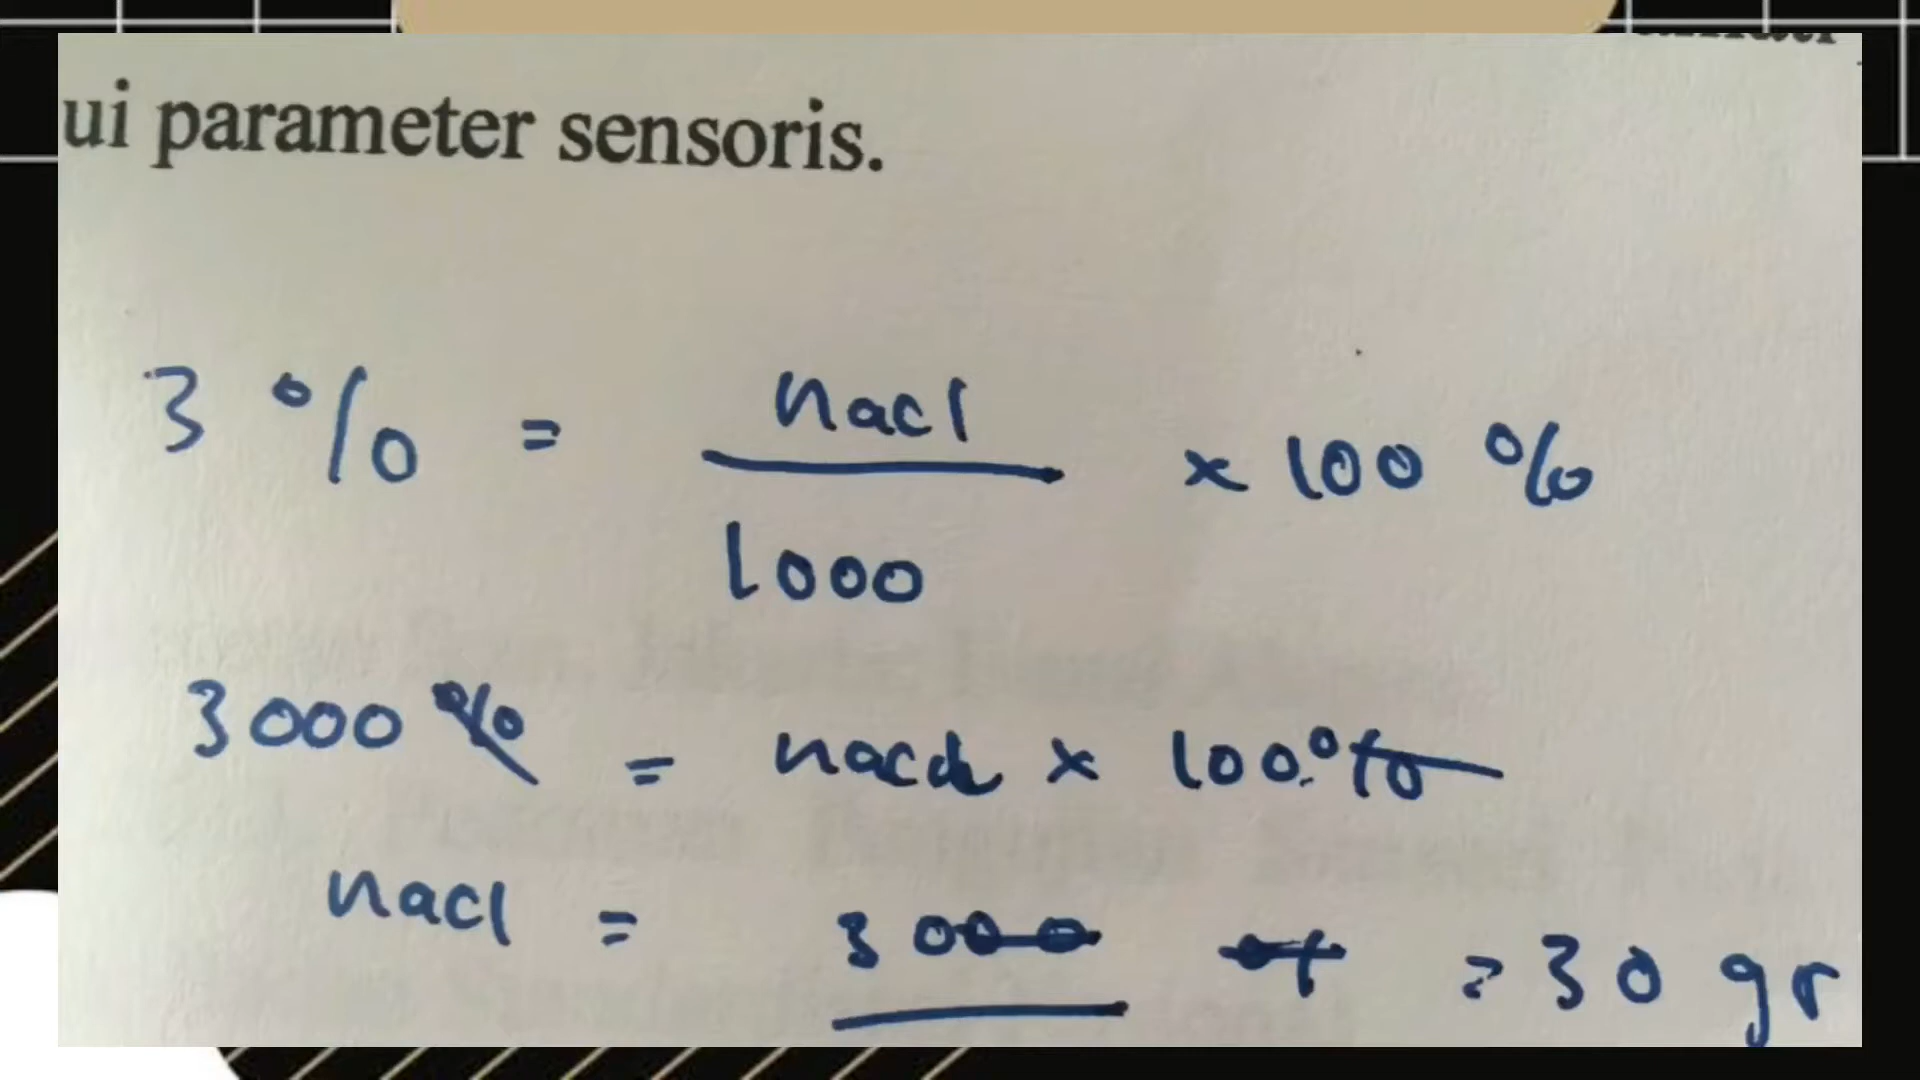 ui parameter sensoris.
3 % = nacl / 1000 x 100 %
3000 % = nacl x 100 %
nacl = 3000 = 30 gr